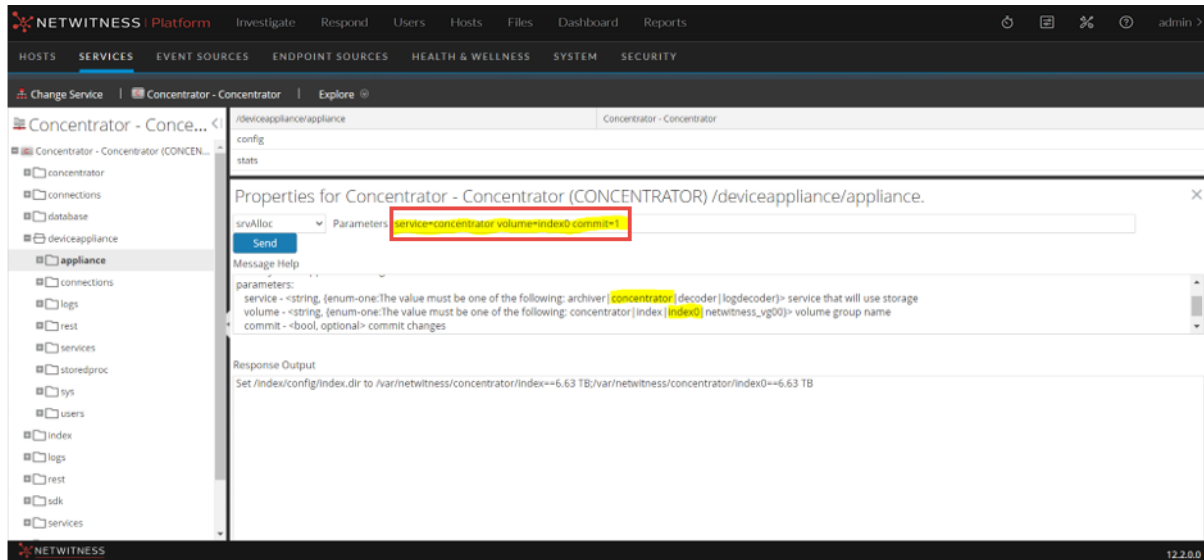 NETWITNESS Platform Investigate Respond Users Hosts Files Dashboard Reports admin >
HOSTS SERVICES EVENT SOURCES ENDPOINT SOURCES HEALTH & WELLNESS SYSTEM SECURITY
Change Service | Concentrator - Concentrator | Explore
Concentrator - Conce...
Concentrator - Concentrator (CONCEN...
concentrator
connections
database
deviceappliance
appliance
connections
logs
rest
services
storedproc
sys
users
index
logs
rest
sdk
services
/deviceappliance/appliance Concentrator - Concentrator
config
stats
Properties for Concentrator - Concentrator (CONCENTRATOR) /deviceappliance/appliance.
srvAlloc Parameters service=concentrator volume=index0 commit=1
Send
Message Help
parameters:
service - <string, {enum-one:The value must be one of the following: archiver|concentrator|decoder|logdecoder}> service that will use storage
volume - <string, {enum-one:The value must be one of the following: concentrator|index|index0|netwitness_vg00}> volume group name
commit - <bool, optional> commit changes
Response Output
Set /index/config/index.dir to /var/netwitness/concentrator/index==6.63 TB;/var/netwitness/concentrator/index0==6.63 TB
NETWITNESS 12.2.0.0